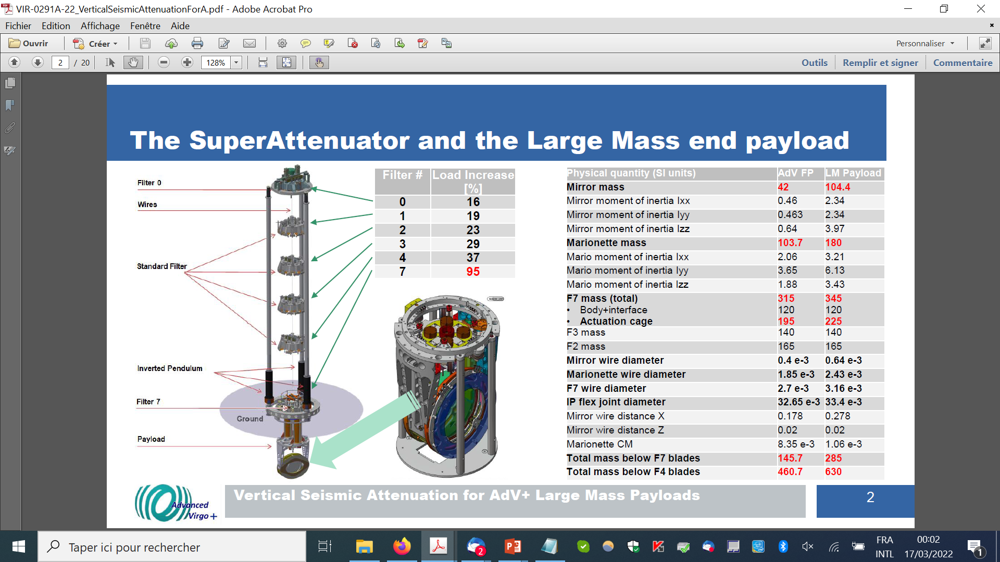 VIR-0291A-22_VerticalSeismicAttenuationForA.pdf - Adobe Acrobat Pro
Fichier Edition Affichage Fenêtre Aide
Ouvrir Créer Personnaliser
2 / 20 128% Outils Remplir et signer Commentaire
The SuperAttenuator and the Large Mass end payload
Filter 0
Wires
Standard Filter
Inverted Pendulum
Filter 7
Ground
Payload
Filter # Load Increase [%]
0 16
1 19
2 23
3 29
4 37
7 95
Physical quantity (SI units) AdV FP LM Payload
Mirror mass 42 104.4
Mirror moment of inertia Ixx 0.46 2.34
Mirror moment of inertia Iyy 0.463 2.34
Mirror moment of inertia Izz 0.64 3.97
Marionette mass 103.7 180
Mario moment of inertia Ixx 2.06 3.21
Mario moment of inertia Iyy 3.65 6.13
Mario moment of inertia Izz 1.88 3.43
F7 mass (total) 315 345
• Body+interface 120 120
• Actuation cage 195 225
F3 mass 140 140
F2 mass 165 165
Mirror wire diameter 0.4 e-3 0.64 e-3
Marionette wire diameter 1.85 e-3 2.43 e-3
F7 wire diameter 2.7 e-3 3.16 e-3
IP flex joint diameter 32.65 e-3 33.4 e-3
Mirror wire distance X 0.178 0.278
Mirror wire distance Z 0.02 0.02
Marionette CM 8.35 e-3 1.06 e-3
Total mass below F7 blades 145.7 285
Total mass below F4 blades 460.7 630
Advanced
Virgo+
Vertical Seismic Attenuation for AdV+ Large Mass Payloads
2
Taper ici pour rechercher
2
FRA
INTL
00:02
17/03/2022
1